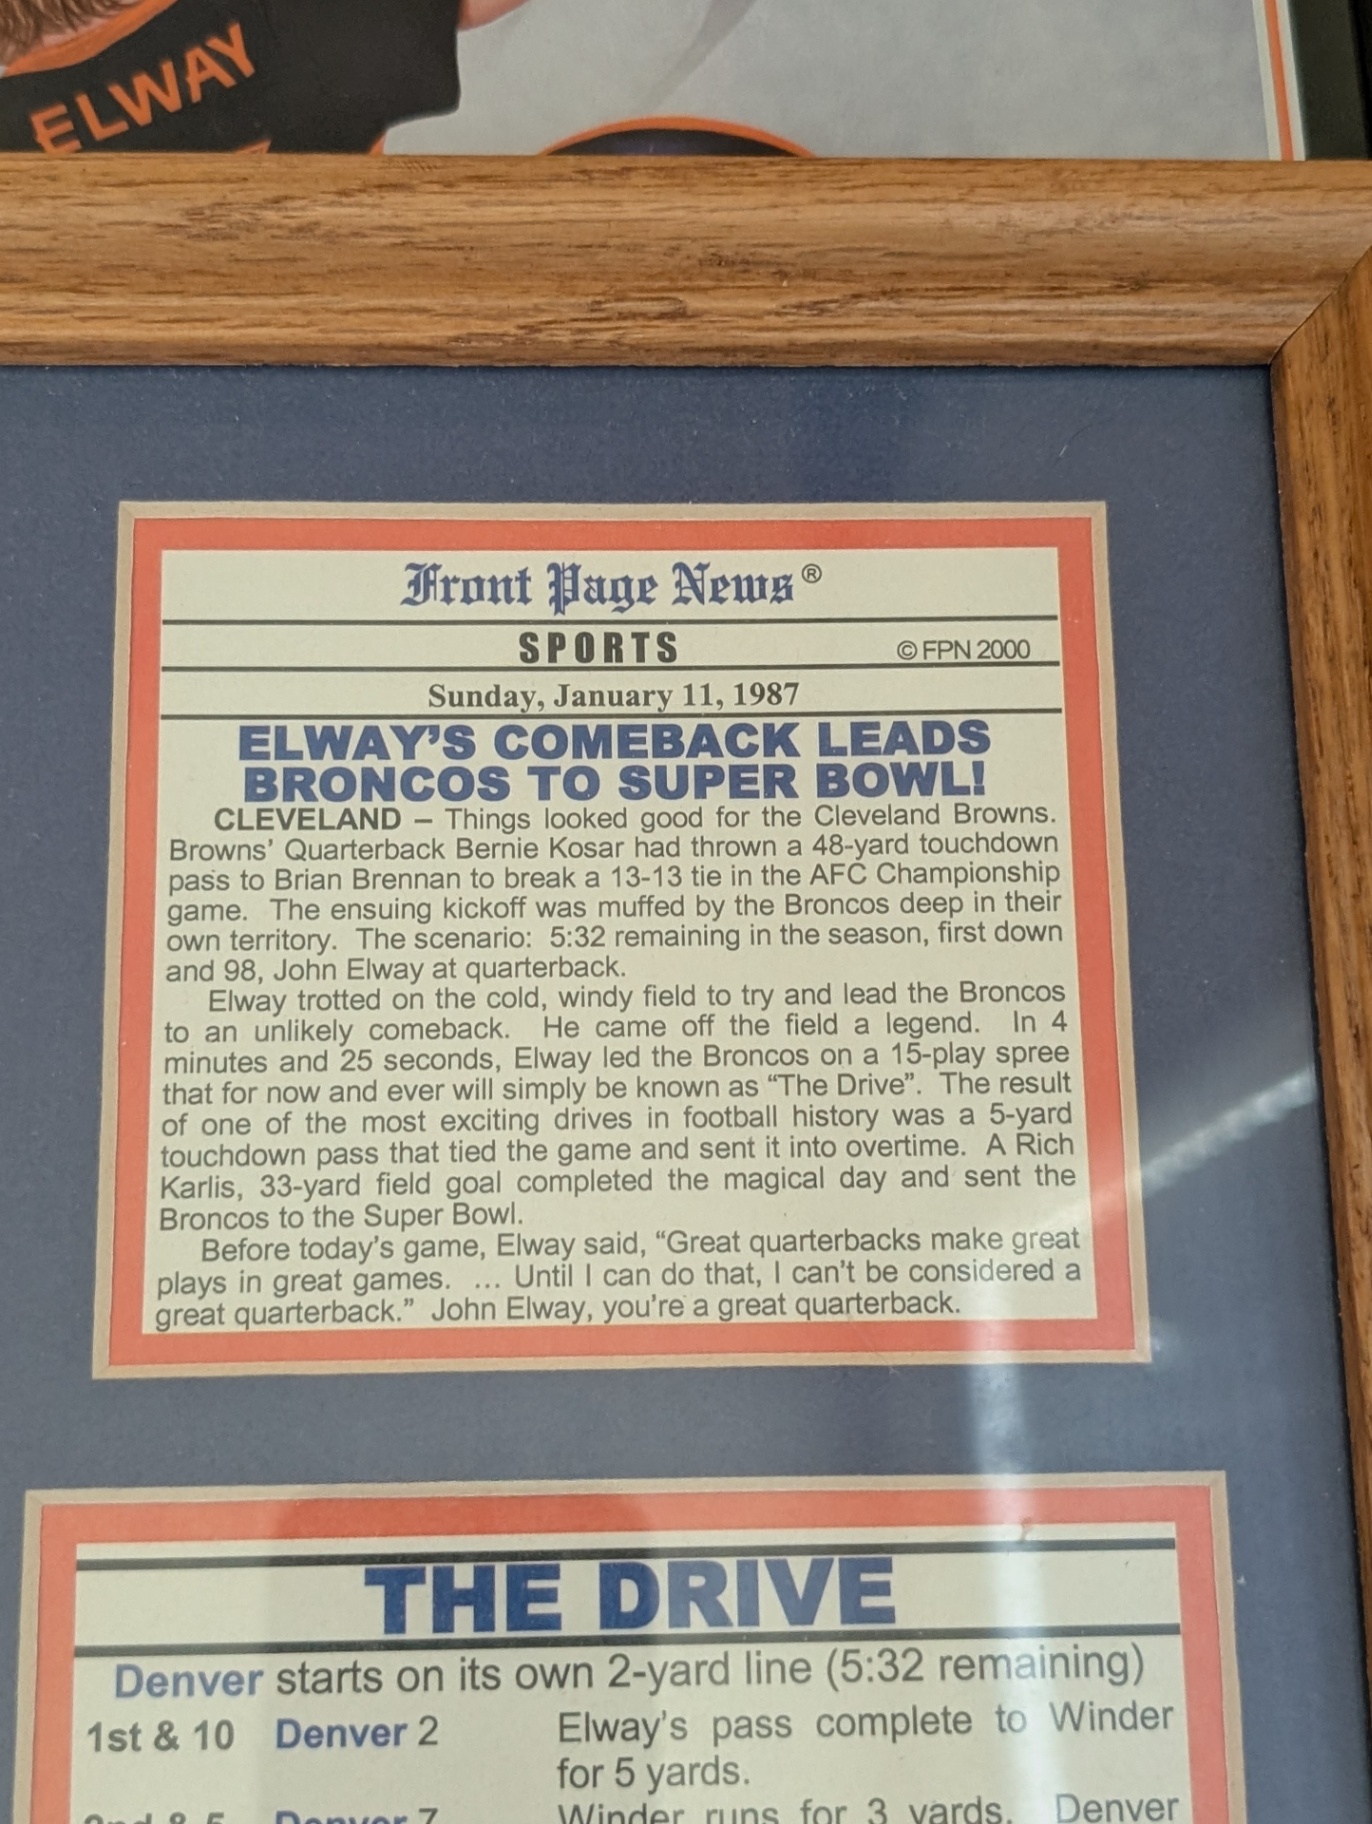 ELWAY
Front Page News®
SPORTS © FPN 2000
Sunday, January 11, 1987
ELWAY'S COMEBACK LEADS
BRONCOS TO SUPER BOWL!
CLEVELAND – Things looked good for the Cleveland Browns.
Browns' Quarterback Bernie Kosar had thrown a 48-yard touchdown
pass to Brian Brennan to break a 13-13 tie in the AFC Championship
game. The ensuing kickoff was muffed by the Broncos deep in their
own territory. The scenario: 5:32 remaining in the season, first down
and 98, John Elway at quarterback.
Elway trotted on the cold, windy field to try and lead the Broncos
to an unlikely comeback. He came off the field a legend. In 4
minutes and 25 seconds, Elway led the Broncos on a 15-play spree
that for now and ever will simply be known as “The Drive”. The result
of one of the most exciting drives in football history was a 5-yard
touchdown pass that tied the game and sent it into overtime. A Rich
Karlis, 33-yard field goal completed the magical day and sent the
Broncos to the Super Bowl.
Before today's game, Elway said, “Great quarterbacks make great
plays in great games. ... Until I can do that, I can't be considered a
great quarterback.” John Elway, you're a great quarterback.
THE DRIVE
Denver starts on its own 2-yard line (5:32 remaining)
1st & 10 Denver 2 Elway's pass complete to Winder
for 5 yards.
2nd & 5 Denver 7 Winder runs for 3 yards. Denver